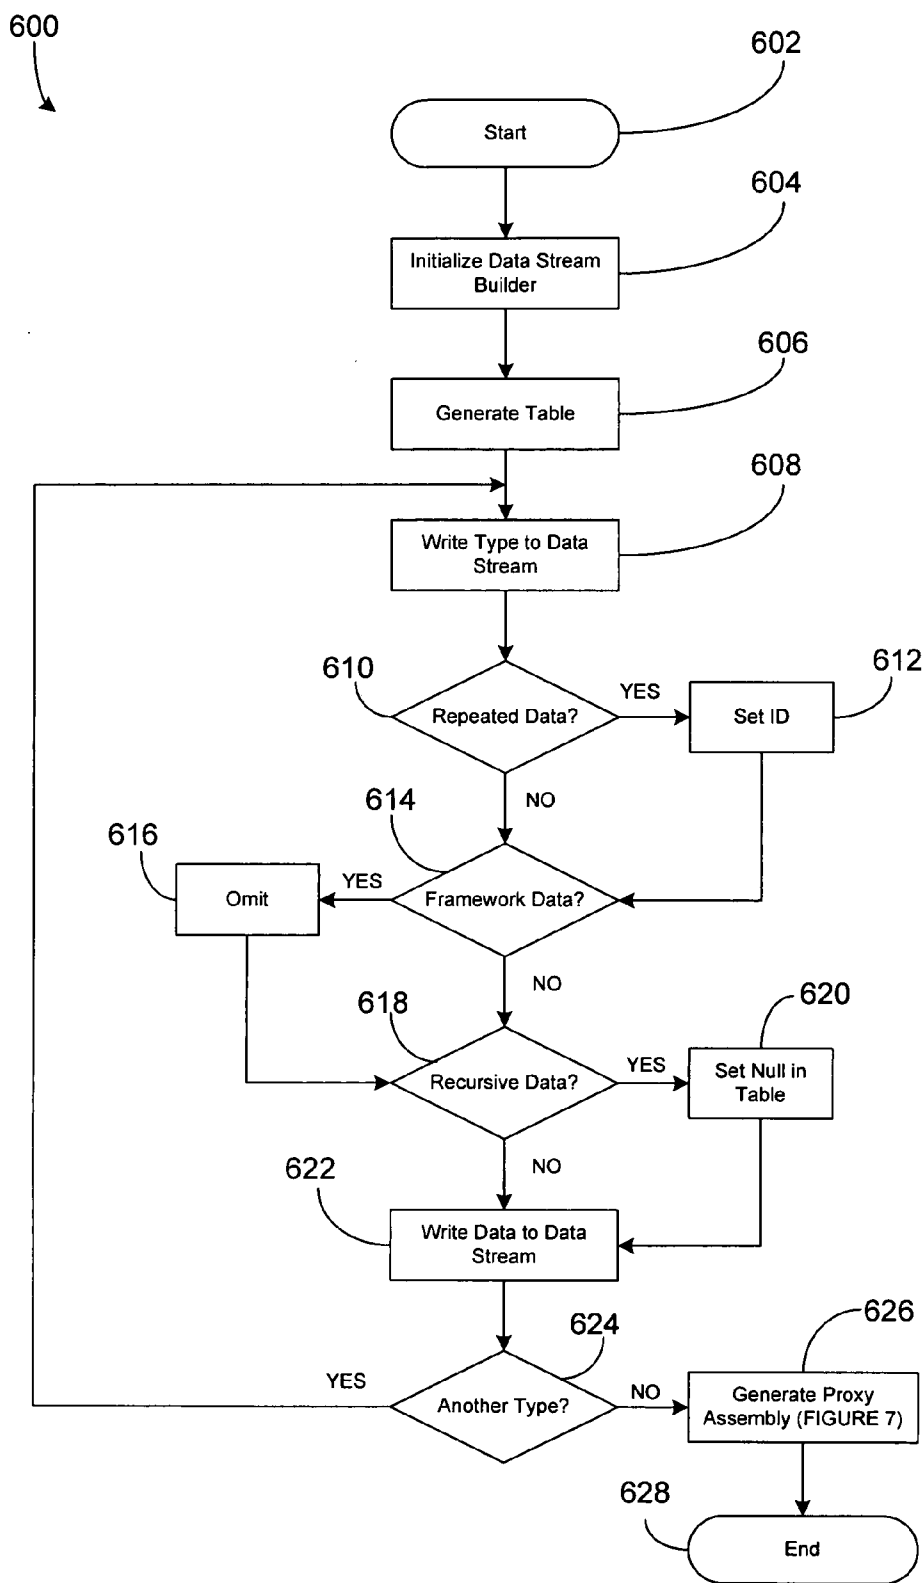 600
602
Start
604
Initialize Data Stream
Builder
606
Generate Table
608
Write Type to Data
Stream
610
Repeated Data?
YES
612
Set ID
NO
614
616
Omit
YES
Framework Data?
NO
618
620
Recursive Data?
YES
Set Null in
Table
NO
622
Write Data to Data
Stream
624
626
YES
Another Type?
NO
Generate Proxy
Assembly (FIGURE 7)
628
End